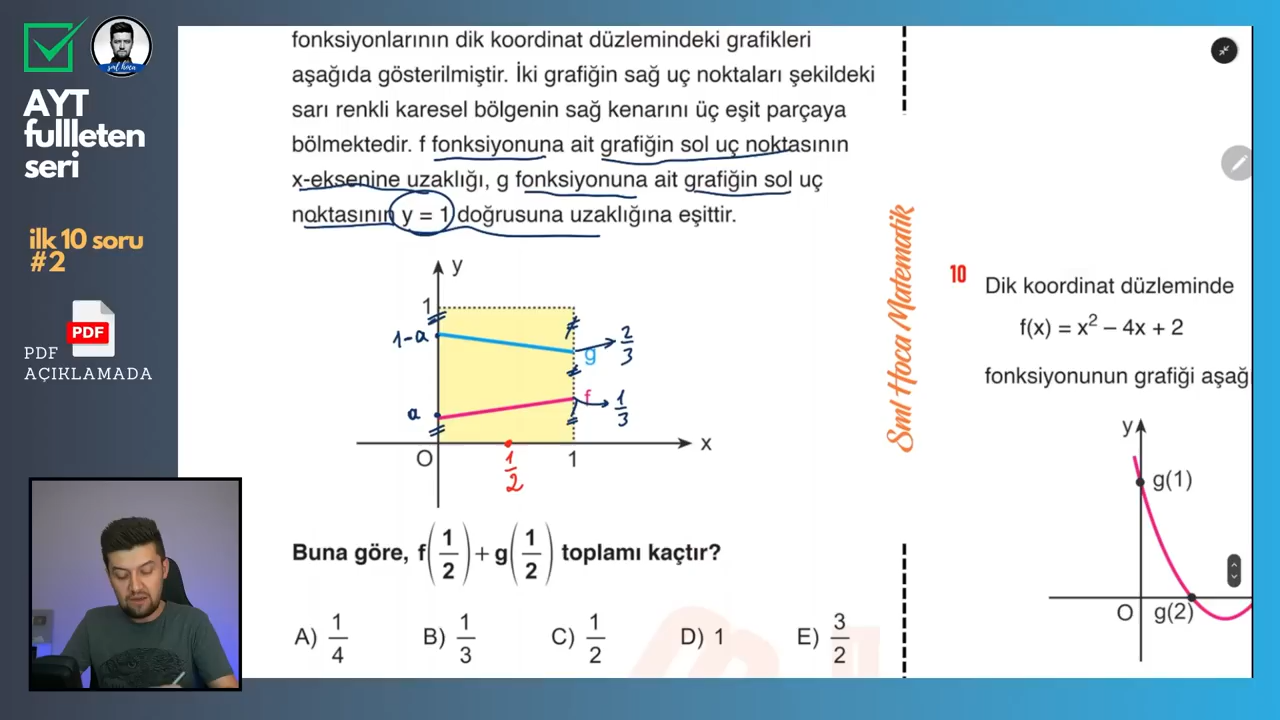 AYT
fullleten
seri
ilk 10 soru
#2
PDF
PDF
AÇIKLAMADA
sml hoca
fonksiyonlarının dik koordinat düzlemindeki grafikleri
aşağıda gösterilmiştir. İki grafiğin sağ uç noktaları şekildeki
sarı renkli karesel bölgenin sağ kenarını üç eşit parçaya
bölmektedir. f fonksiyonuna ait grafiğin sol uç noktasının
x-eksenine uzaklığı, g fonksiyonuna ait grafiğin sol uç
noktasının y = 1 doğrusuna uzaklığına eşittir.
y
1
1-a
g
2/3
a
f
1/3
x
O
1/2
1
Buna göre, f(1/2) + g(1/2) toplamı kaçtır?
A) 1/4 B) 1/3 C) 1/2 D) 1 E) 3/2
Sml Hoca Matematik
10
Dik koordinat düzleminde
f(x) = x² – 4x + 2
fonksiyonunun grafiği aşağ
y
g(1)
O
g(2)